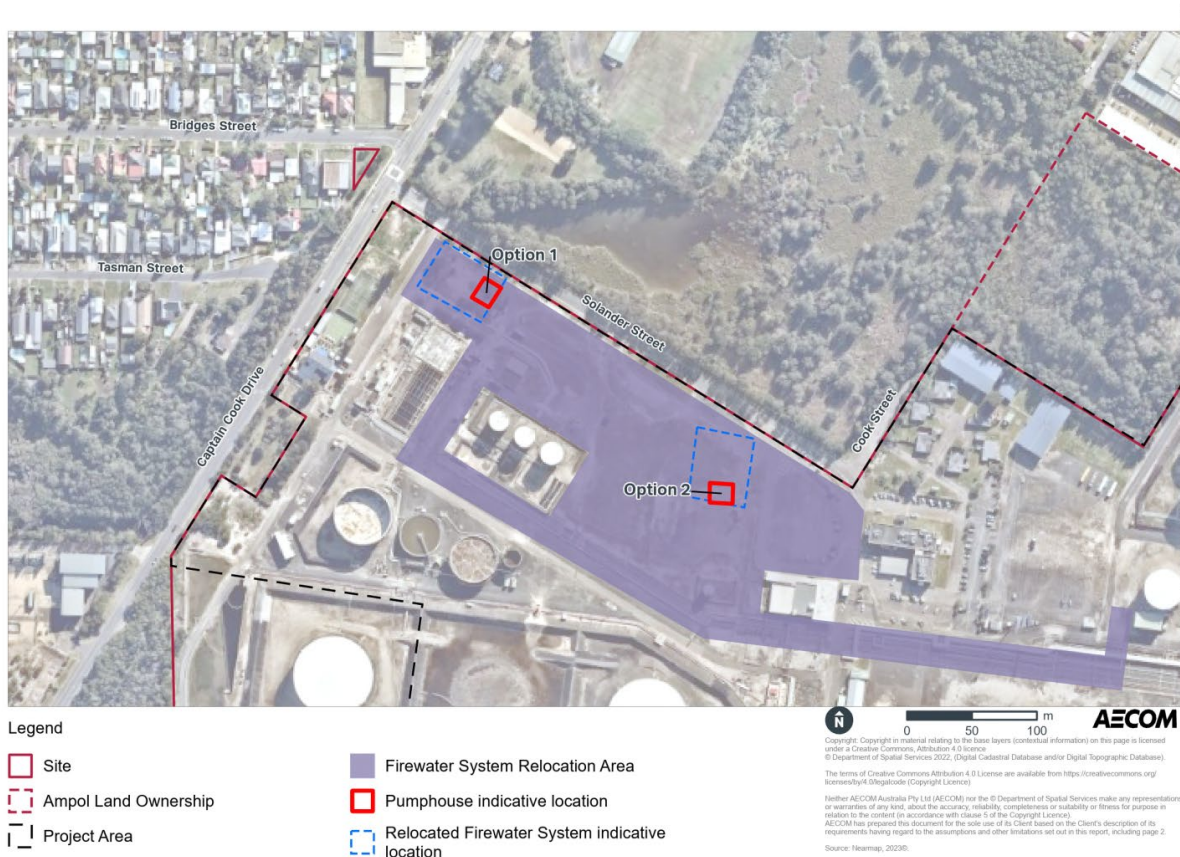 Bridges Street
Option 1
Tasman Street
Solander Street
Captain Cook Drive
Cook Street
Option 2
Legend
Site
Ampol Land Ownership
Project Area
Firewater System Relocation Area
Pumphouse indicative location
Relocated Firewater System indicative
location
N
0 50 100 m
AECOM
Copyright: Copyright in material relating to the base layers (contextual information) on this page is licensed
under a Creative Commons, Attribution 4.0 licence
© Department of Spatial Services 2022, (Digital Cadastral Database and/or Digital Topographic Database).
The terms of Creative Commons Attribution 4.0 License are available from https://creativecommons.org/
licenses/by/4.0/legalcode (Copyright Licence)
Neither AECOM Australia Pty Ltd (AECOM) nor the © Department of Spatial Services make any representations
or warranties of any kind, about the accuracy, reliability, completeness or suitability or fitness for purpose in
relation to the content (in accordance with clause 5 of the Copyright Licence).
AECOM has prepared this document for the sole use of its Client based on the Client's description of its
requirements having regard to the assumptions and other limitations set out in this report, including page 2.
Source: Nearmap, 2023©.